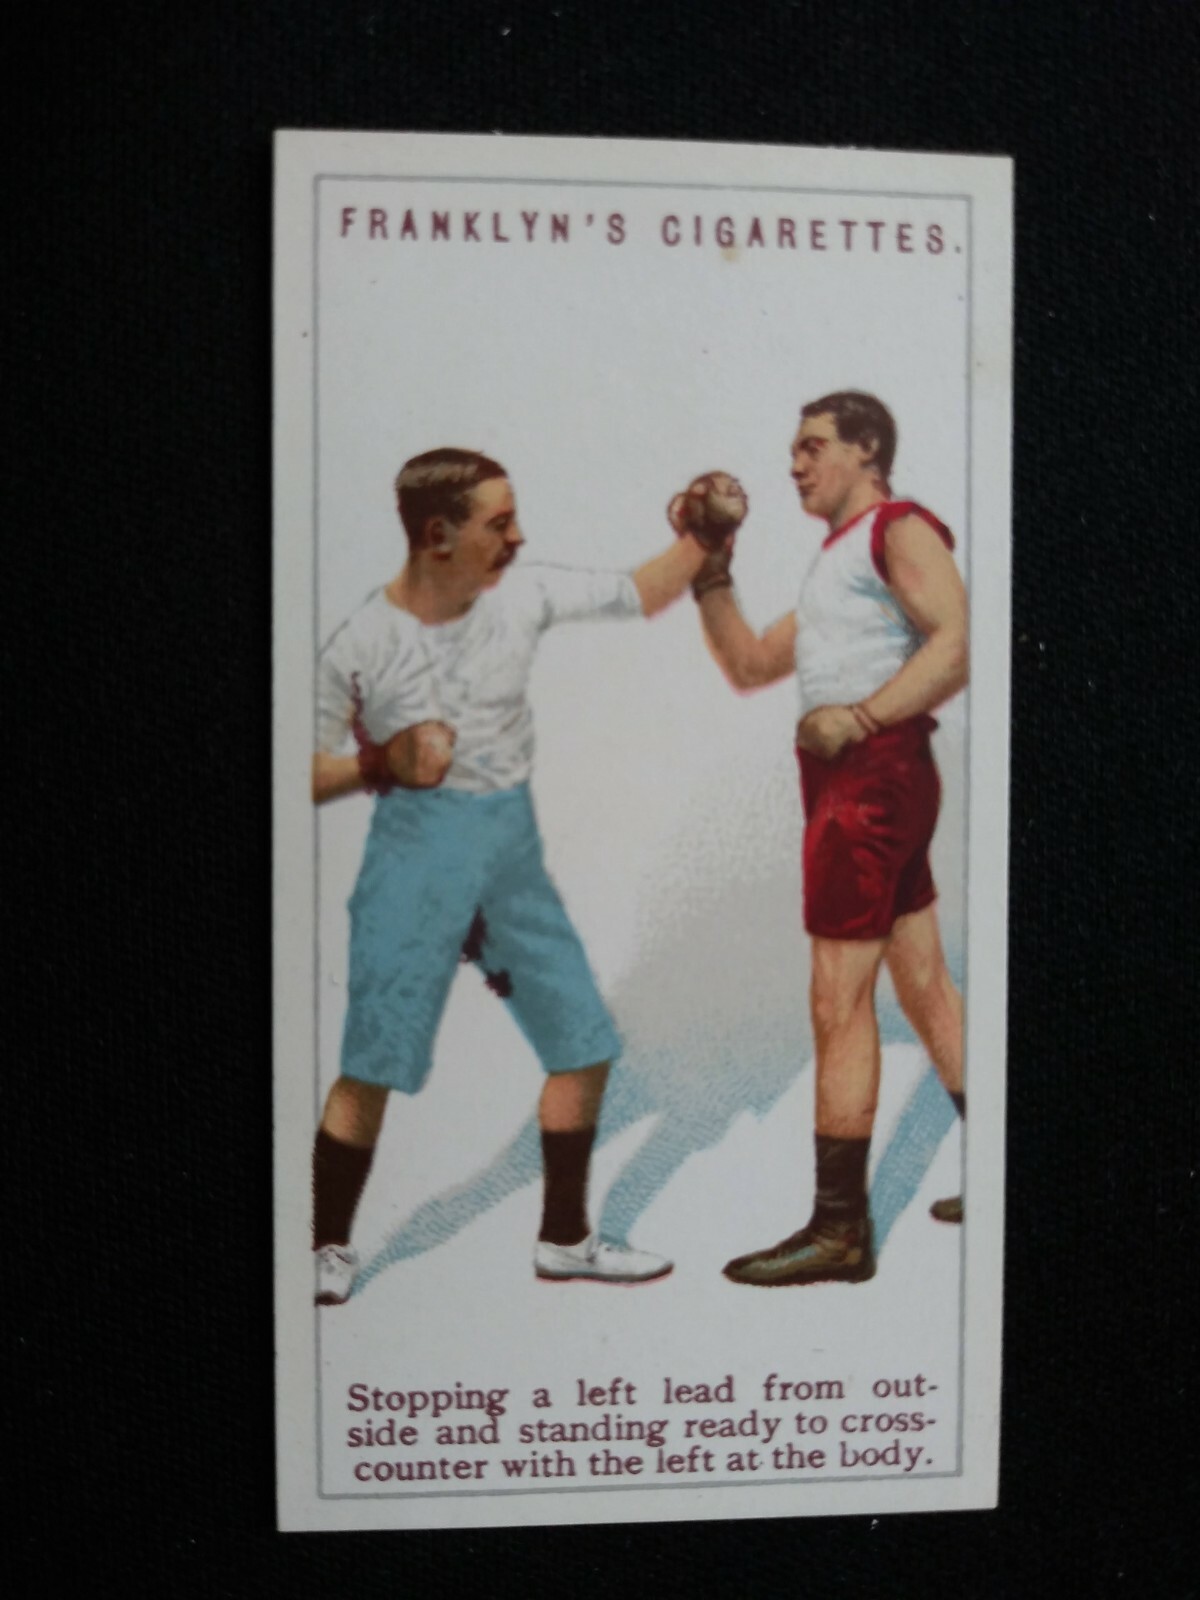 FRANKLYN'S CIGARETTES.
Stopping a left lead from out-
side and standing ready to cross-
counter with the left at the body.